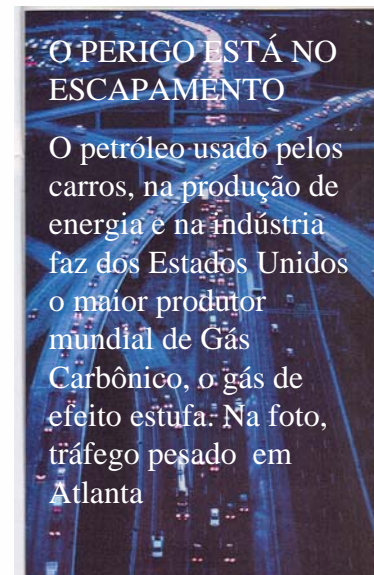 O PERIGO ESTÁ NO
ESCAPAMENTO
O petróleo usado pelos
carros, na produção de
energia e na indústria
faz dos Estados Unidos
o maior produtor
mundial de Gás
Carbônico, o gás de
efeito estufa. Na foto,
tráfego pesado em
Atlanta